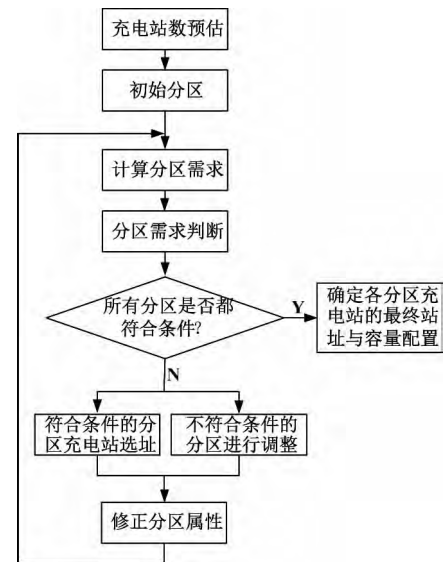 充电站数预估
初始分区
计算分区需求
分区需求判断
所有分区是否都
符合条件?
Y
确定各分区充
电站的最终站
址与容量配置
N
符合条件的分
区充电站选址
不符合条件的
分区进行调整
修正分区属性